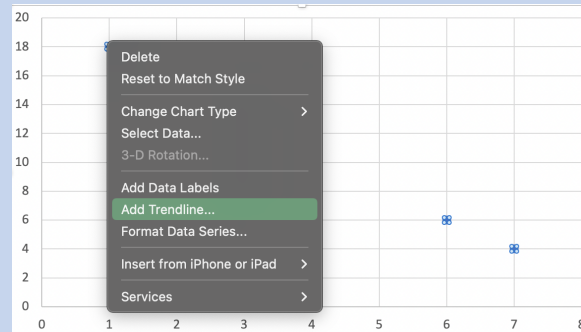 20
18
16
14
12
10
8
6
4
2
0
Delete
Reset to Match Style
Change Chart Type
Select Data...
3-D Rotation...
Add Data Labels
Add Trendline...
Format Data Series...
Insert from iPhone or iPad
Services
0 1 2 3 4 5 6 7 8